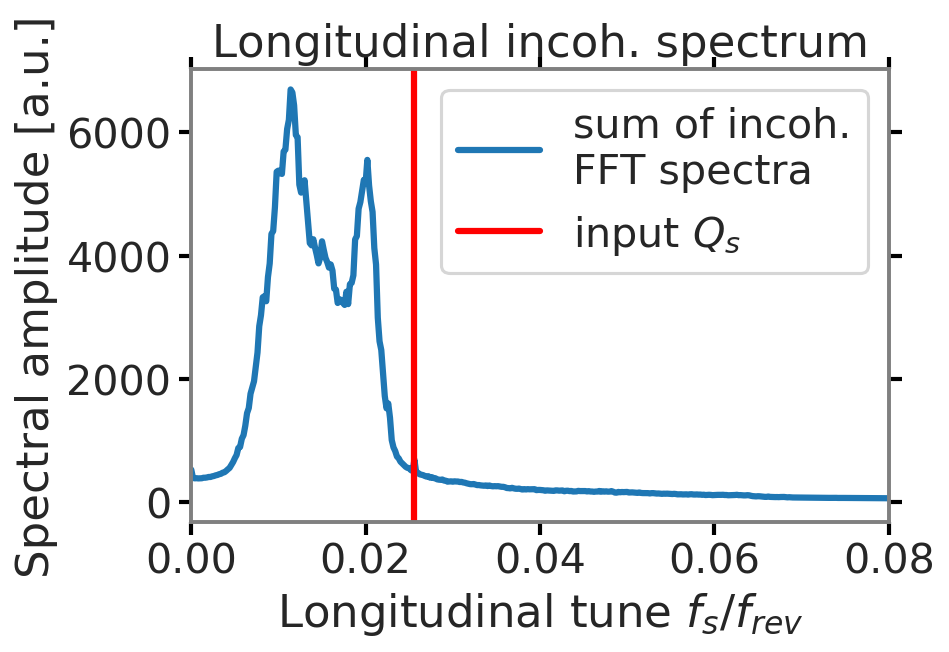 Longitudinal incoh. spectrum
Spectral amplitude [a.u.]
6000
4000
2000
0
sum of incoh.
FFT spectra
input Qₛ
0.00 0.02 0.04 0.06 0.08
Longitudinal tune fₛ/f_rev